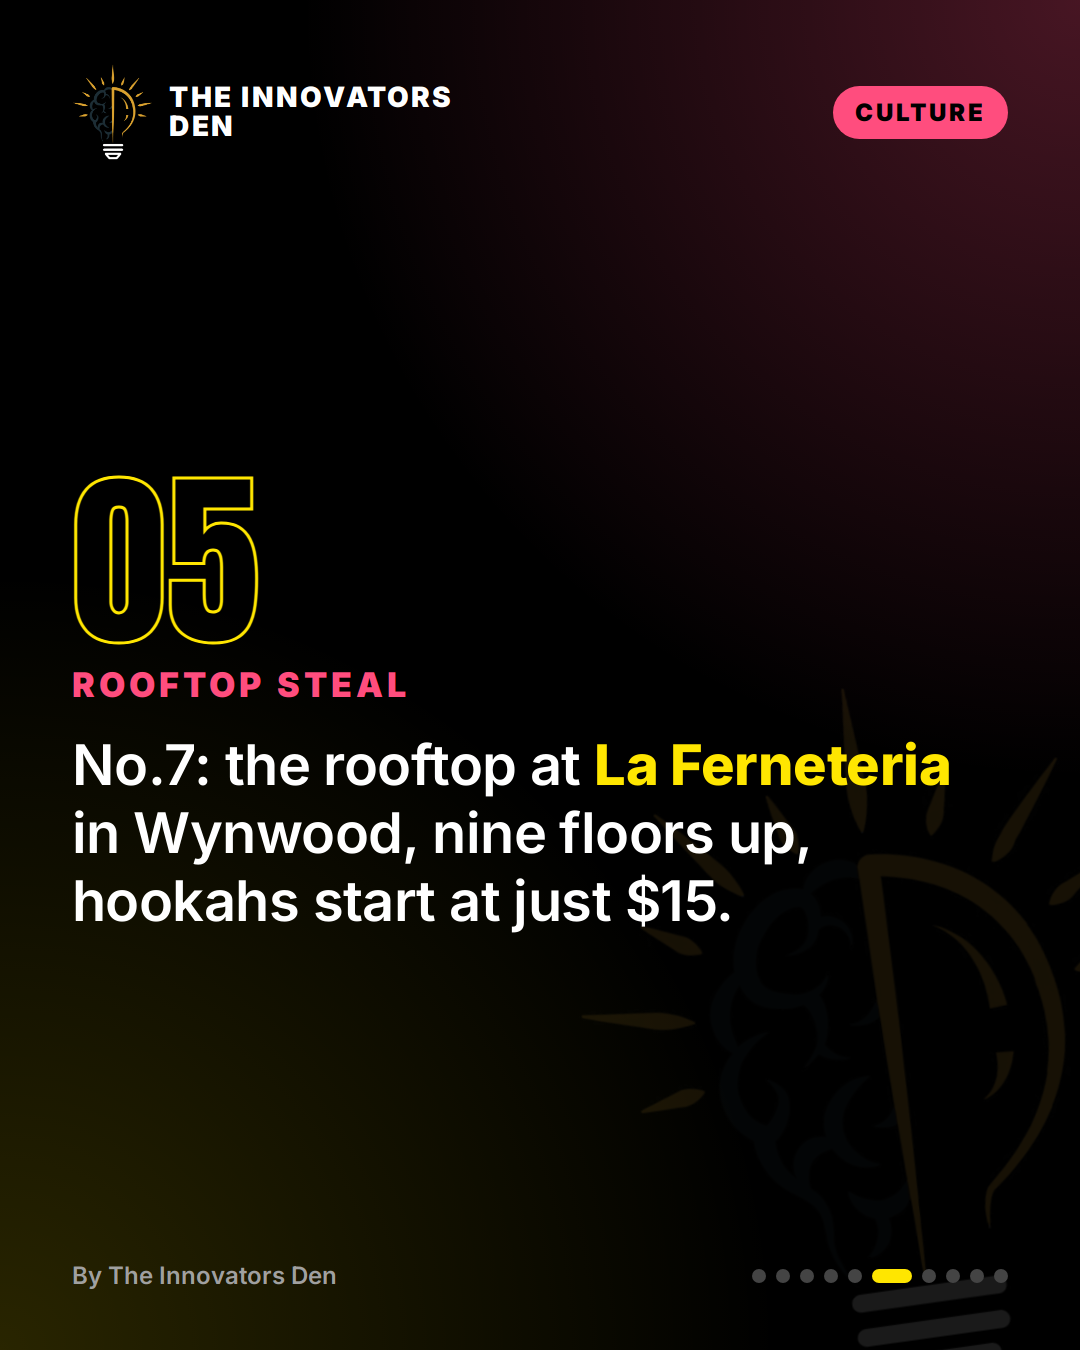 THE INNOVATORS
DEN
CULTURE
05
ROOFTOP STEAL
No.7: the rooftop at La Ferneteria
in Wynwood, nine floors up,
hookahs start at just $15.
By The Innovators Den